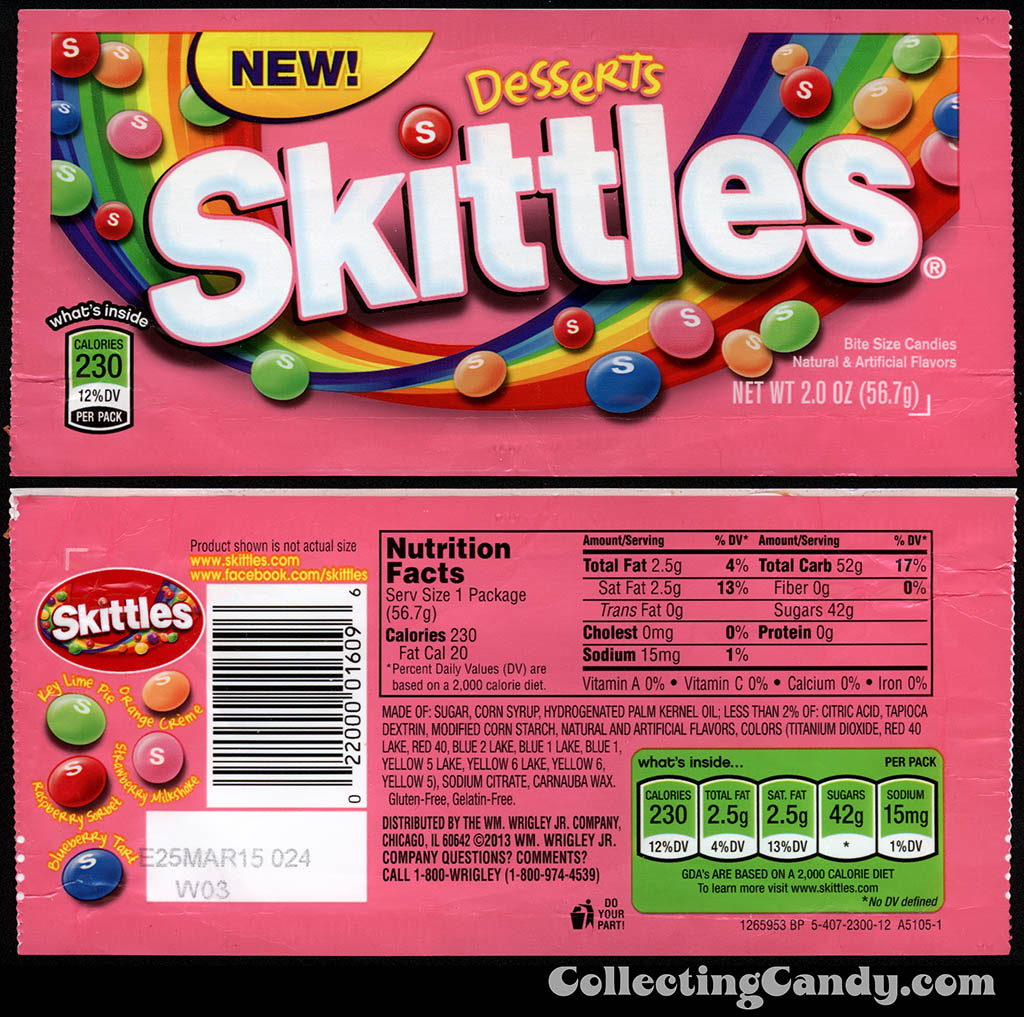 NEW!
Desserts
Skittles®
what's inside
CALORIES
230
12%DV
PER PACK
Bite Size Candies
Natural & Artificial Flavors
NET WT 2.0 OZ (56.7g)
Product shown is not actual size
www.skittles.com
www.facebook.com/skittles
Skittles
Key Lime Pie
Orange Crème
Strawberry Milkshake
Raspberry Sorbet
Blueberry Tart
0 22000 01609 6
E25MAR15 024
W03
Nutrition
Facts
Serv Size 1 Package
(56.7g)
Calories 230
Fat Cal 20
*Percent Daily Values (DV) are
based on a 2,000 calorie diet.
Amount/Serving % DV* Amount/Serving % DV*
Total Fat 2.5g 4% Total Carb 52g 17%
Sat Fat 2.5g 13% Fiber 0g 0%
Trans Fat 0g Sugars 42g
Cholest 0mg 0% Protein 0g
Sodium 15mg 1%
Vitamin A 0% • Vitamin C 0% • Calcium 0% • Iron 0%
MADE OF: SUGAR, CORN SYRUP, HYDROGENATED PALM KERNEL OIL; LESS THAN 2% OF: CITRIC ACID, TAPIOCA
DEXTRIN, MODIFIED CORN STARCH, NATURAL AND ARTIFICIAL FLAVORS, COLORS (TITANIUM DIOXIDE, RED 40
LAKE, RED 40, BLUE 2 LAKE, BLUE 1 LAKE, BLUE 1,
YELLOW 5 LAKE, YELLOW 6 LAKE, YELLOW 6,
YELLOW 5), SODIUM CITRATE, CARNAUBA WAX.
Gluten-Free, Gelatin-Free.
DISTRIBUTED BY THE WM. WRIGLEY JR. COMPANY,
CHICAGO, IL 60642 ©2013 WM. WRIGLEY JR.
COMPANY QUESTIONS? COMMENTS?
CALL 1-800-WRIGLEY (1-800-974-4539)
DO
YOUR
PART!
what's inside... PER PACK
CALORIES TOTAL FAT SAT. FAT SUGARS SODIUM
230 2.5g 2.5g 42g 15mg
12%DV 4%DV 13%DV * 1%DV
GDA's ARE BASED ON A 2,000 CALORIE DIET
To learn more visit www.skittles.com
*No DV defined
1265953 BP 5-407-2300-12 A5105-1
CollectingCandy.com